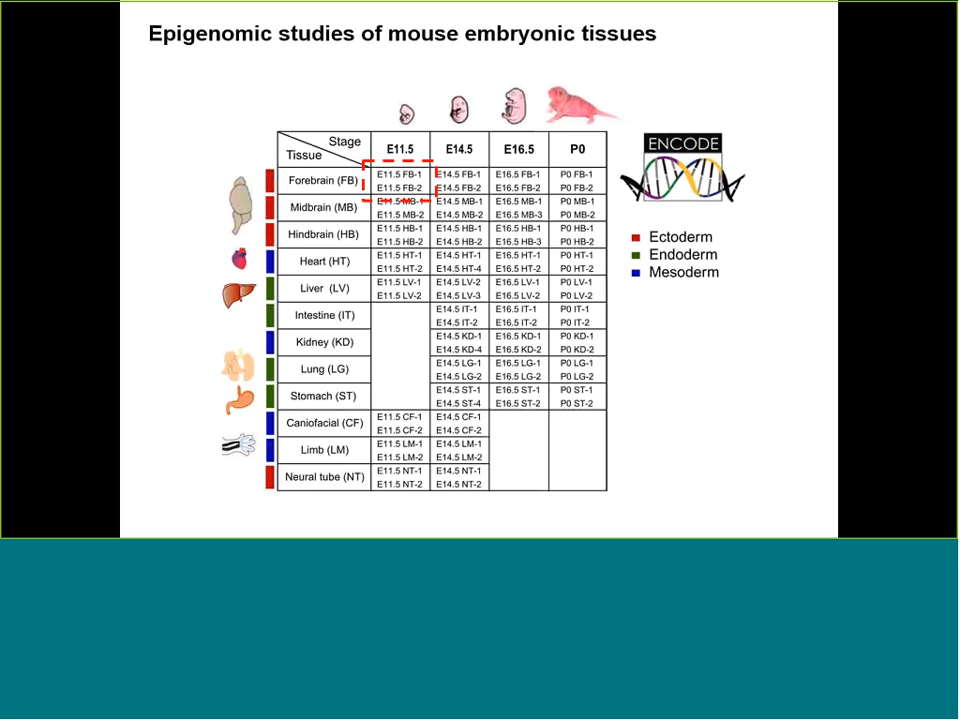 Epigenomic studies of mouse embryonic tissues
Stage
Tissue
E11.5
E14.5
E16.5
P0
ENCODE
Forebrain (FB)
E11.5 FB-1
E14.5 FB-1
E16.5 FB-1
P0 FB-1
E11.5 FB-2
E14.5 FB-2
E16.5 FB-2
P0 FB-2
Midbrain (MB)
E11.5 MB-1
E14.5 MB-1
E16.5 MB-1
P0 MB-1
E11.5 MB-2
E14.5 MB-2
E16.5 MB-3
P0 MB-2
Hindbrain (HB)
E11.5 HB-1
E14.5 HB-1
E16.5 HB-1
P0 HB-1
E11.5 HB-2
E14.5 HB-2
E16.5 HB-3
P0 HB-2
Heart (HT)
E11.5 HT-1
E14.5 HT-1
E16.5 HT-1
P0 HT-1
E11.5 HT-2
E14.5 HT-4
E16.5 HT-2
P0 HT-2
Liver (LV)
E11.5 LV-1
E14.5 LV-2
E16.5 LV-1
P0 LV-1
E11.5 LV-2
E14.5 LV-3
E16.5 LV-2
P0 LV-2
Intestine (IT)
E14.5 IT-1
E16.5 IT-1
P0 IT-1
E14.5 IT-2
E16.5 IT-2
P0 IT-2
Kidney (KD)
E14.5 KD-1
E16.5 KD-1
P0 KD-1
E14.5 KD-4
E16.5 KD-2
P0 KD-2
Lung (LG)
E14.5 LG-1
E16.5 LG-1
P0 LG-1
E14.5 LG-2
E16.5 LG-2
P0 LG-2
Stomach (ST)
E14.5 ST-1
E16.5 ST-1
P0 ST-1
E14.5 ST-4
E16.5 ST-2
P0 ST-2
Caniofacial (CF)
E11.5 CF-1
E14.5 CF-1
E11.5 CF-2
E14.5 CF-2
Limb (LM)
E11.5 LM-1
E14.5 LM-1
E11.5 LM-2
E14.5 LM-2
Neural tube (NT)
E11.5 NT-1
E14.5 NT-1
E11.5 NT-2
E14.5 NT-2
Ectoderm
Endoderm
Mesoderm